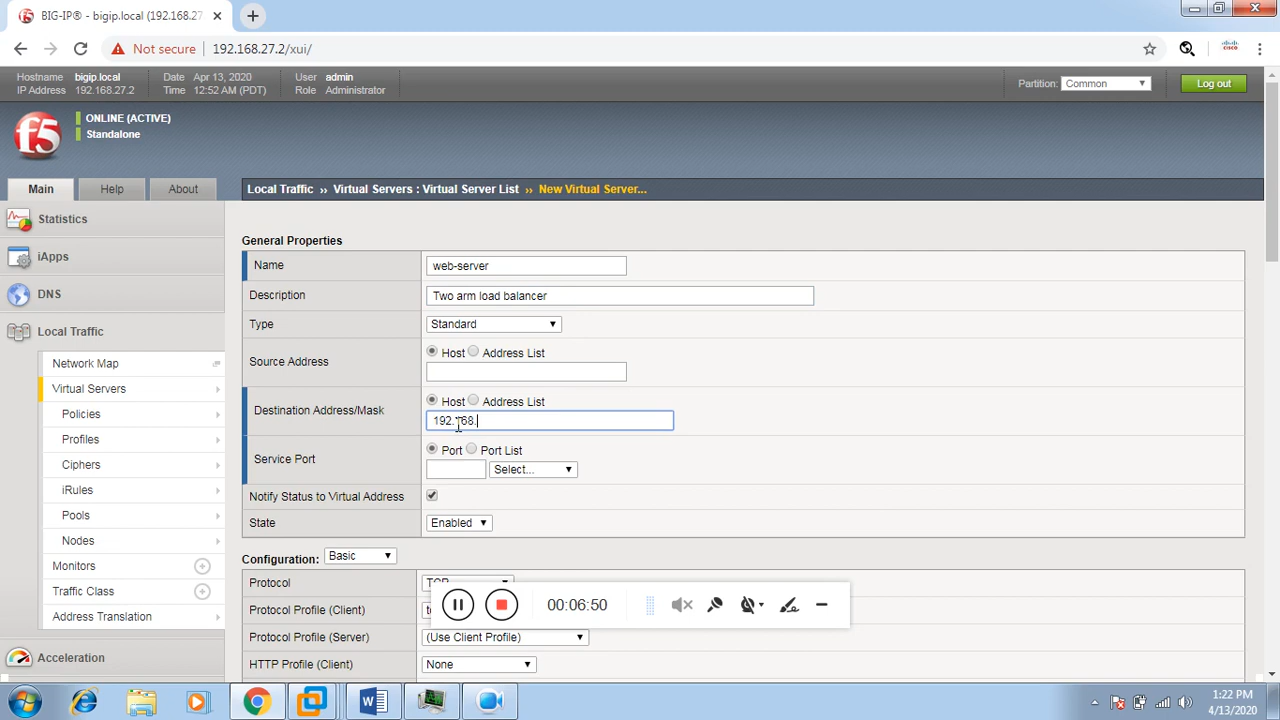 BIG-IP® - bigip.local (192.168.27
Not secure 192.168.27.2/xui/
Hostname bigip.local Date Apr 13, 2020 User admin
IP Address 192.168.27.2 Time 12:52 AM (PDT) Role Administrator
Partition: Common Log out
f5
ONLINE (ACTIVE)
Standalone
Main Help About
Local Traffic ›› Virtual Servers : Virtual Server List ›› New Virtual Server...
Statistics
iApps
DNS
Local Traffic
Network Map
Virtual Servers
Policies
Profiles
Ciphers
iRules
Pools
Nodes
Monitors
Traffic Class
Address Translation
Acceleration
General Properties
Name web-server
Description Two arm load balancer
Type Standard
Source Address Host Address List
Destination Address/Mask Host Address List
192.168.
Service Port Port Port List
Select...
Notify Status to Virtual Address
State Enabled
Configuration: Basic
Protocol TCP
Protocol Profile (Client)
Protocol Profile (Server) (Use Client Profile)
HTTP Profile (Client) None
00:06:50
1:22 PM
4/13/2020